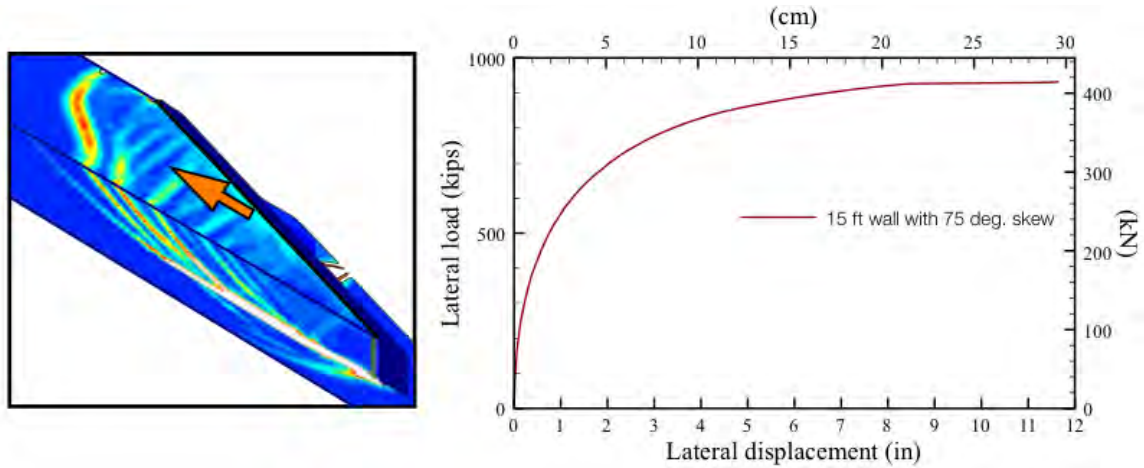 (cm)
0 5 10 15 20 25 30
Lateral load (kips)
1000
500
0
400
300
200
100
0
(kN)
15 ft wall with 75 deg. skew
0 1 2 3 4 5 6 7 8 9 10 11 12
Lateral displacement (in)